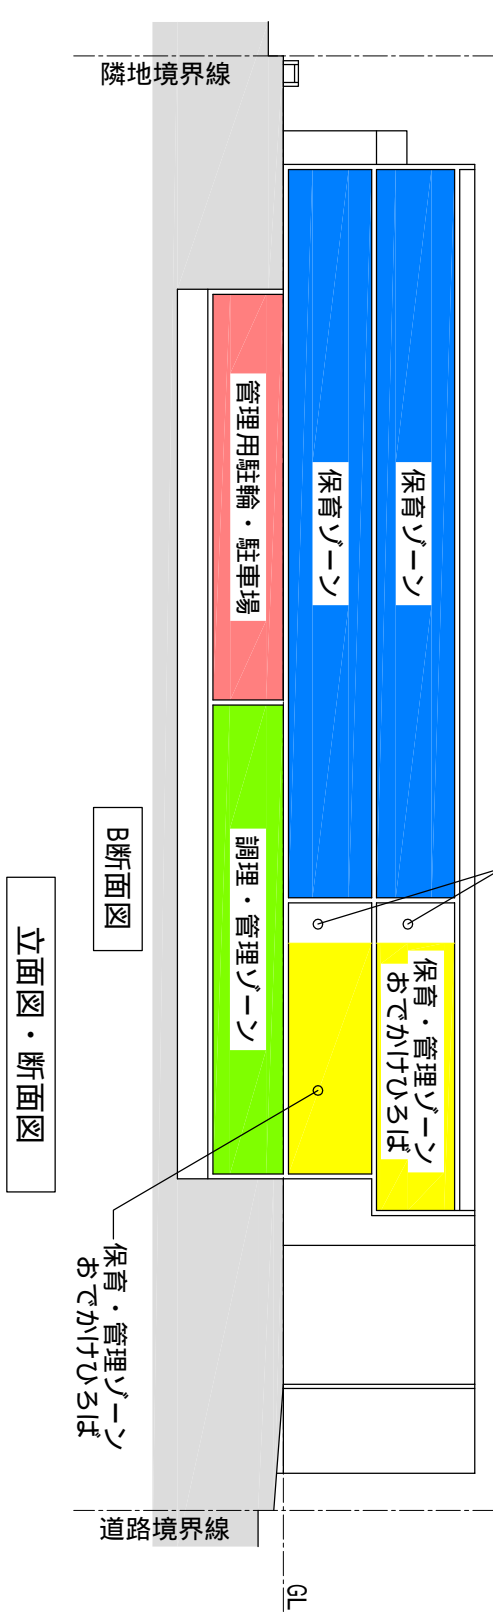 隣地境界線
保育ゾーン
保育ゾーン
管理用駐輪・駐車場
調理・管理ゾーン
保育・管理ゾーン
おでかけひろば
保育・管理ゾーン
おでかけひろば
道路境界線
GL
B断面図
立面図・断面図